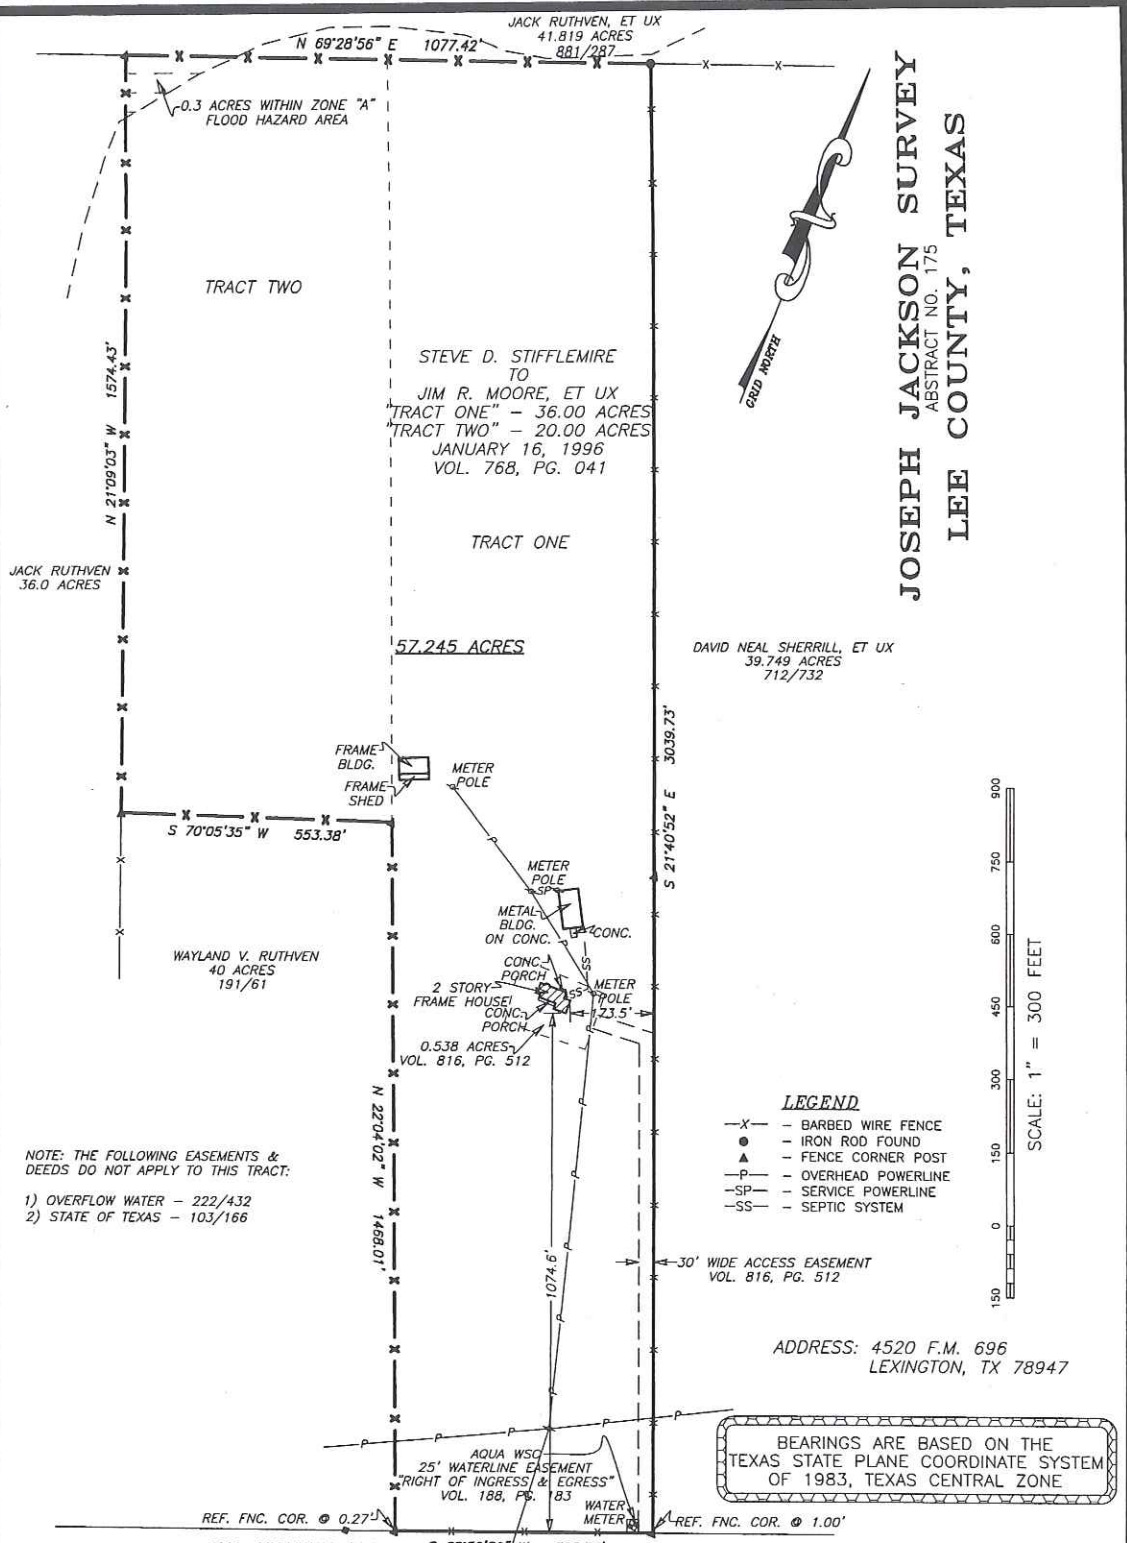 JACK RUTHVEN, ET UX
41.819 ACRES
881/287
N 69°28'56" E 1077.42'
0.3 ACRES WITHIN ZONE "A"
FLOOD HAZARD AREA
JOSEPH JACKSON SURVEY
ABSTRACT NO. 175
LEE COUNTY, TEXAS
GRID NORTH
TRACT TWO
STEVE D. STIFFLEMIRE
TO
JIM R. MOORE, ET UX
"TRACT ONE" - 36.00 ACRES
"TRACT TWO" - 20.00 ACRES
JANUARY 16, 1996
VOL. 768, PG. 041
N 21°09'03" W 1574.43'
TRACT ONE
JACK RUTHVEN
36.0 ACRES
57.245 ACRES
DAVID NEAL SHERRILL, ET UX
39.749 ACRES
712/732
S 21°40'52" E 3039.73'
FRAME
BLDG.
FRAME
SHED
METER
POLE
S 70°05'35" W 553.38'
METER
POLE
SP
METAL
BLDG.
ON CONC.
CONC.
P
P
SS
SS
CONC.
PORCH
2 STORY
FRAME HOUSE
CONC.
PORCH
METER
POLE
173.5'
0.538 ACRES
VOL. 816, PG. 512
WAYLAND V. RUTHVEN
40 ACRES
191/61
900
750
600
450
300
150
0
150
SCALE: 1" = 300 FEET
N 22°04'02" W 1468.01'
1074.6'
P
P
P
P
P
P
LEGEND
—X— - BARBED WIRE FENCE
● - IRON ROD FOUND
▲ - FENCE CORNER POST
—P— - OVERHEAD POWERLINE
—SP— - SERVICE POWERLINE
—SS— - SEPTIC SYSTEM
NOTE: THE FOLLOWING EASEMENTS &
DEEDS DO NOT APPLY TO THIS TRACT:
1) OVERFLOW WATER - 222/432
2) STATE OF TEXAS - 103/166
30' WIDE ACCESS EASEMENT
VOL. 816, PG. 512
ADDRESS: 4520 F.M. 696
LEXINGTON, TX 78947
P
P
P
P
P
BEARINGS ARE BASED ON THE
TEXAS STATE PLANE COORDINATE SYSTEM
OF 1983, TEXAS CENTRAL ZONE
AQUA WSC
25' WATERLINE EASEMENT
"RIGHT OF INGRESS & EGRESS"
VOL. 188, PG. 183
WATER
METER
REF. FNC. COR. @ 0.27'
REF. FNC. COR. @ 1.00'